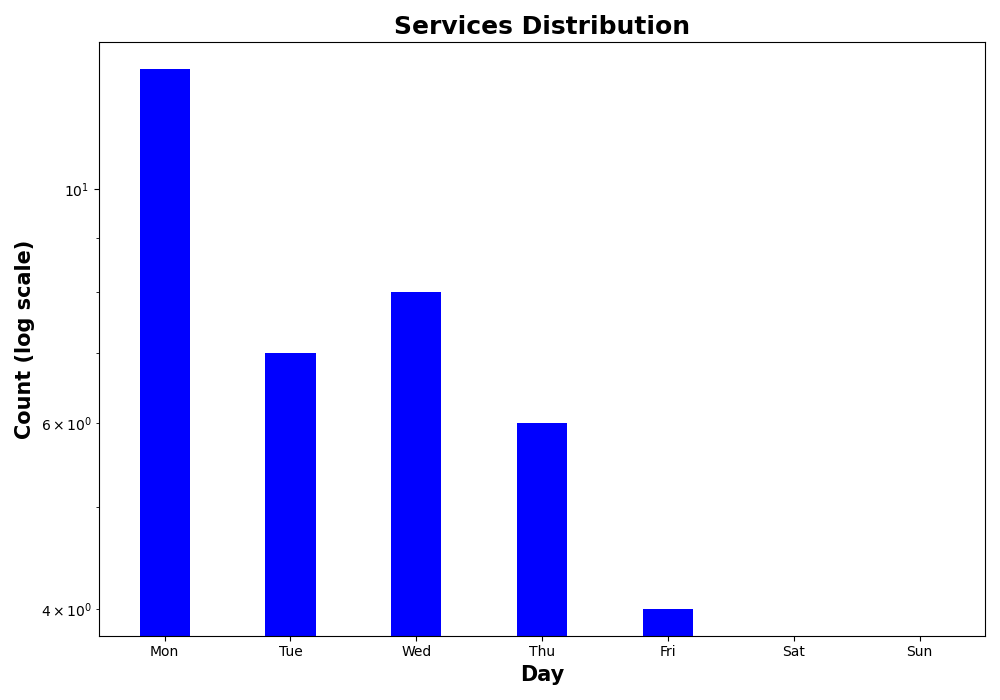 Services Distribution
Count (log scale)
10¹
6 × 10⁰
4 × 10⁰
Mon Tue Wed Thu Fri Sat Sun
Day